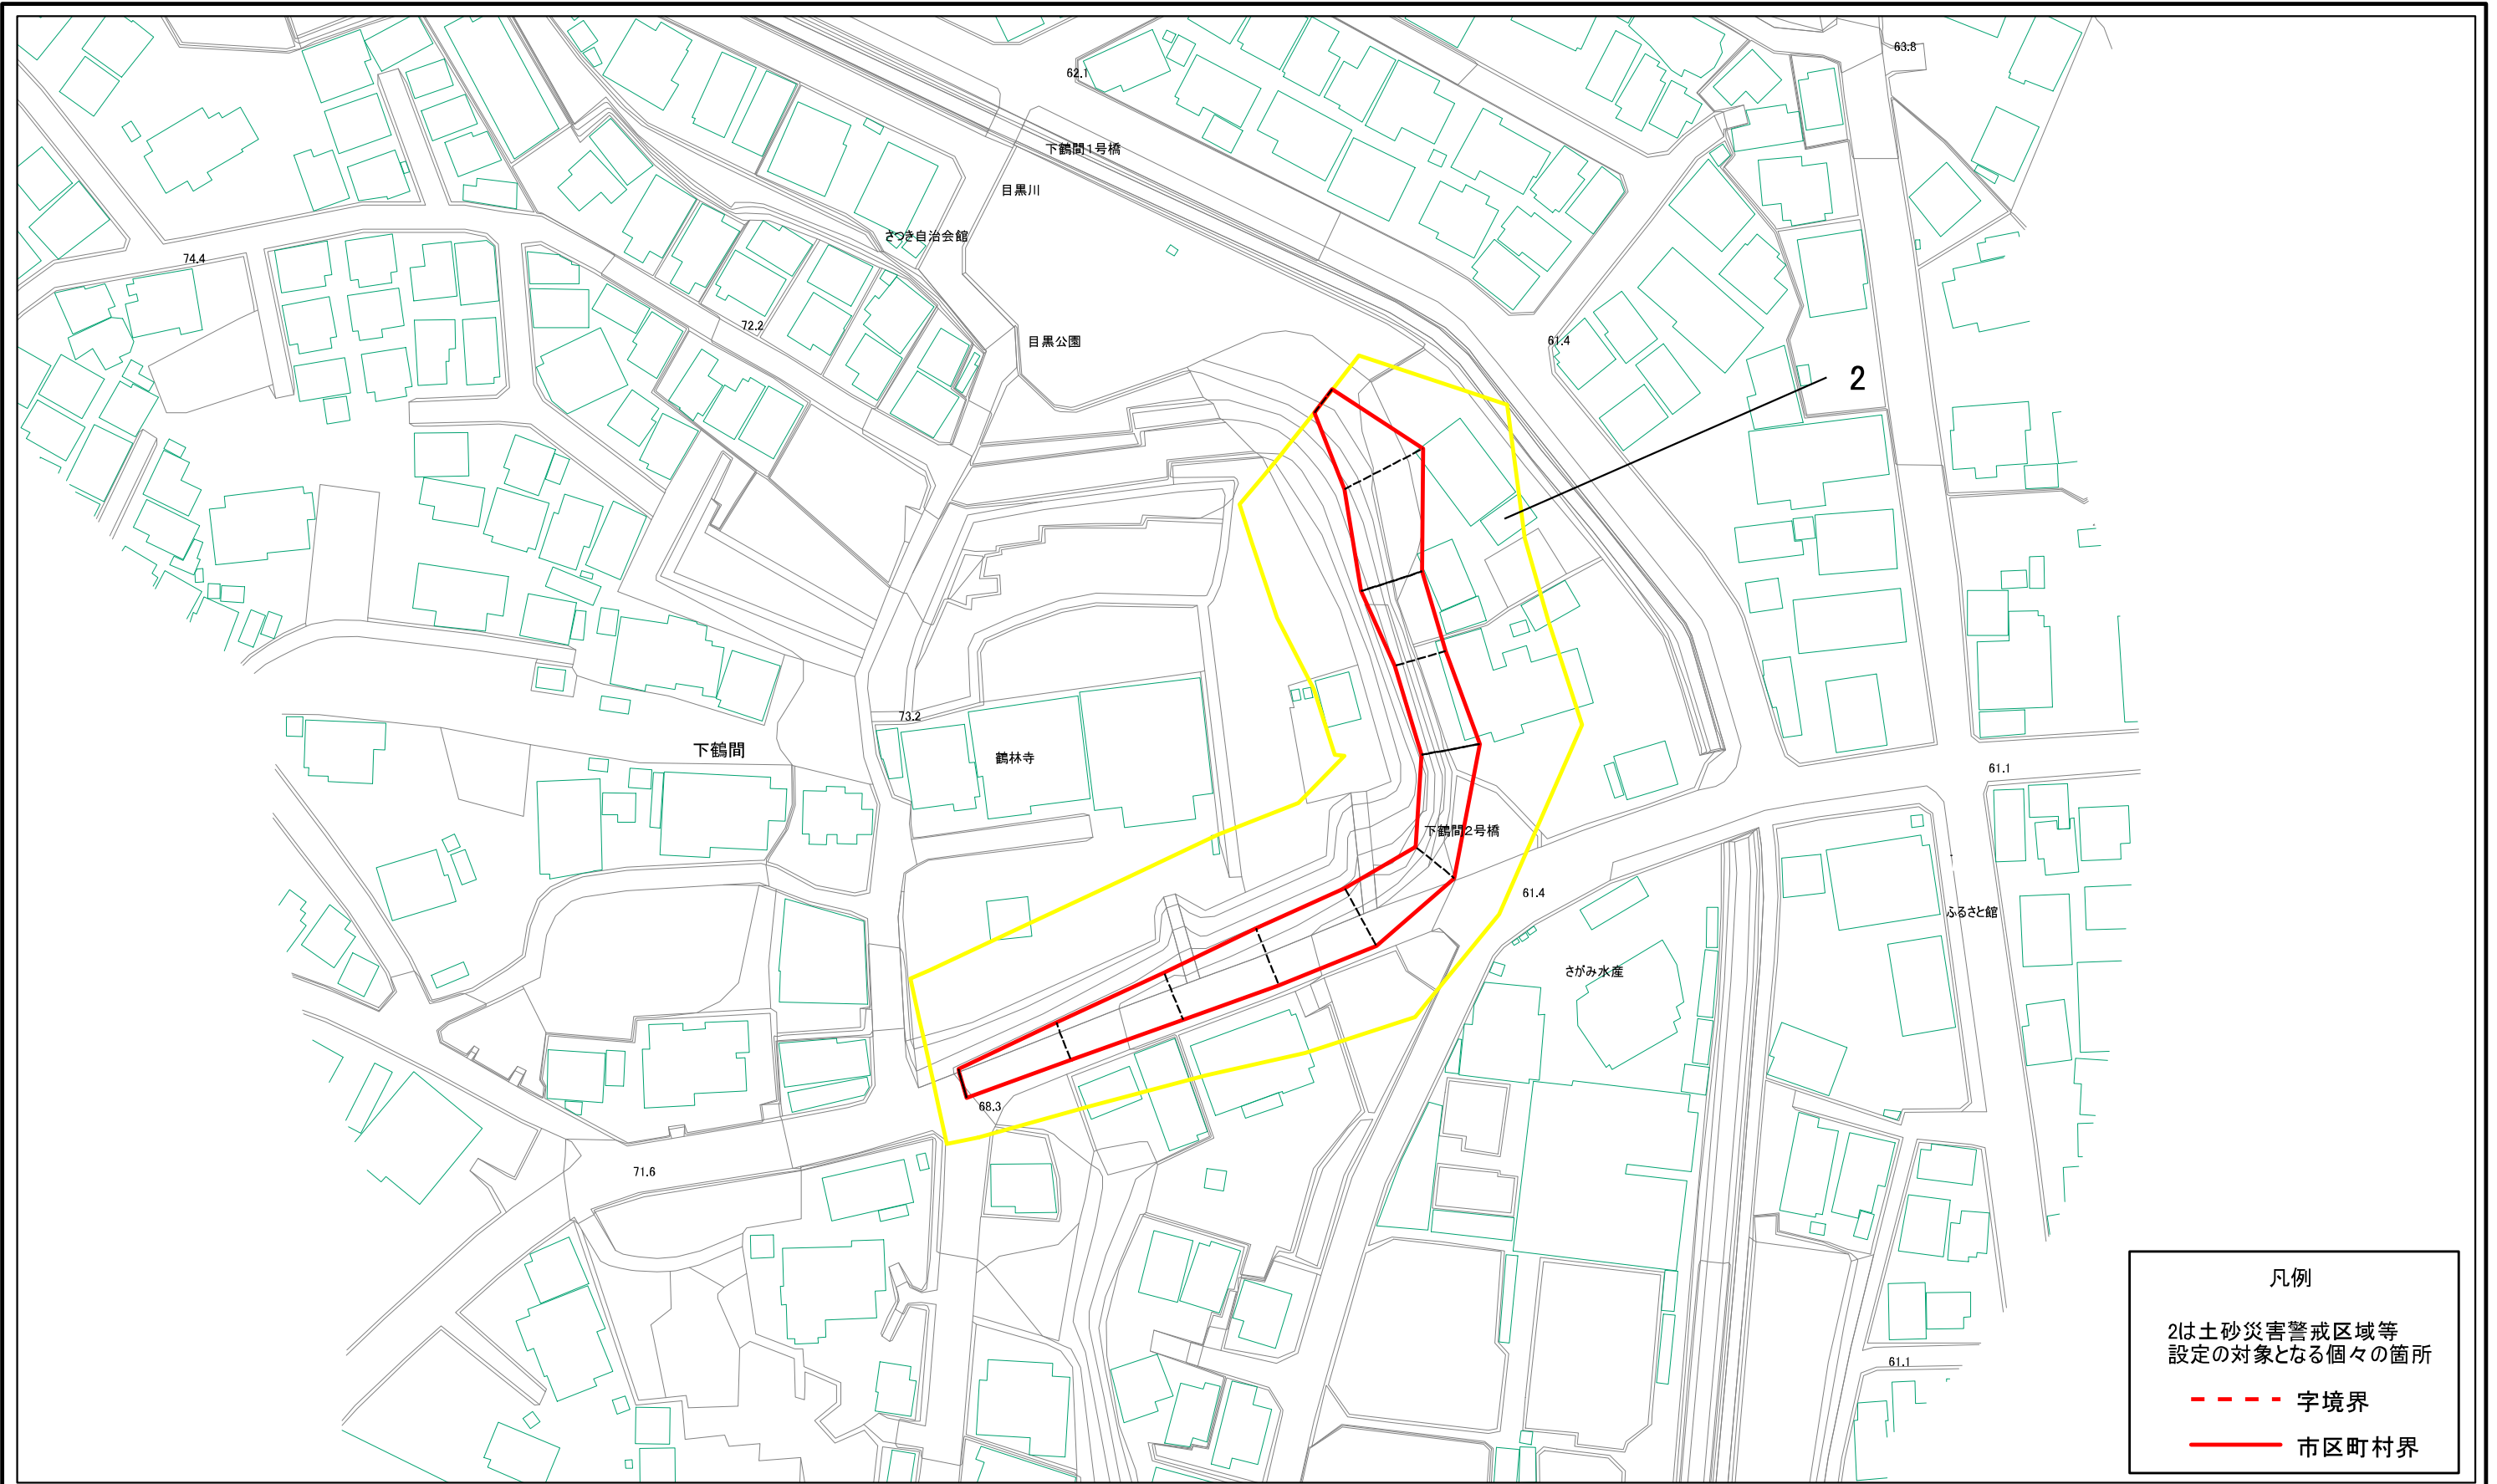 63.8
62.1
下鶴間1号橋
目黒川
さつき自治会館
74.4
72.2
目黒公園
61.4
2
73.2
下鶴間
鶴林寺
61.1
下鶴間2号橋
61.4
ふるさと館
さがみ水産
68.3
71.6
61.1
凡例
2は土砂災害警戒区域等
設定の対象となる個々の箇所
字境界
市区町村界